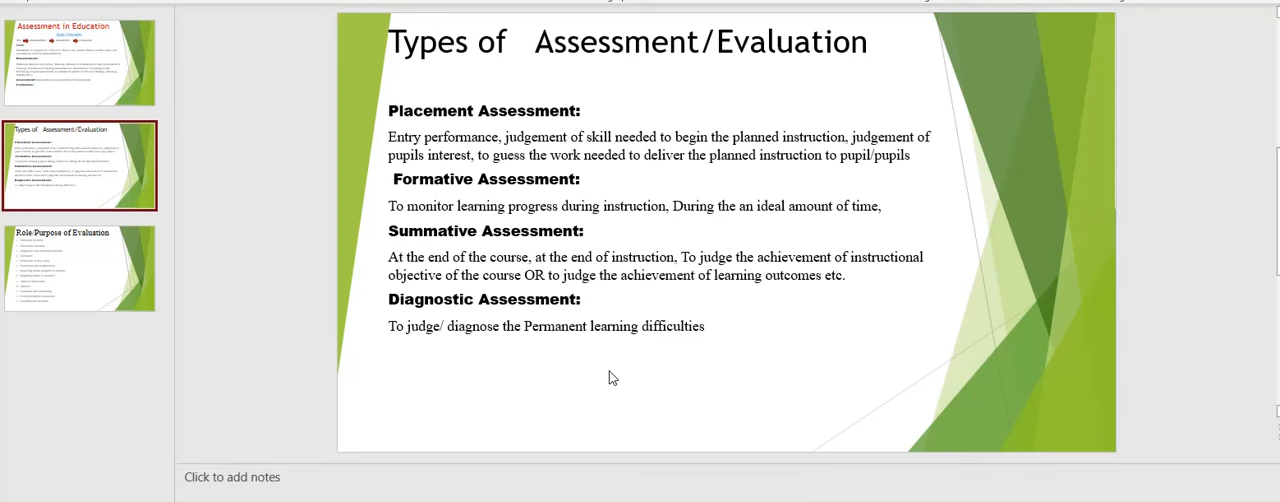 Assessment in Education
Types of Assessment/Evaluation
Role/Purpose of Evaluation
Types of Assessment/Evaluation
Placement Assessment:
Entry performance, judgment of skill needed to begin the planed instruction, judgement of
pupils interest, to guess the work needed to deliver the planned instruction to pupil/pupils
Formative Assessment:
To monitor learning progress during instruction, During the an ideal amount of time,
Summative Assessment:
At the end of the course, at the end of instruction, To judge the achievement of instructional
objective of the course OR to judge the achievement of learning outcomes etc.
Diagnostic Assessment:
To judge/ diagnose the Permanent learning difficulties
Click to add notes